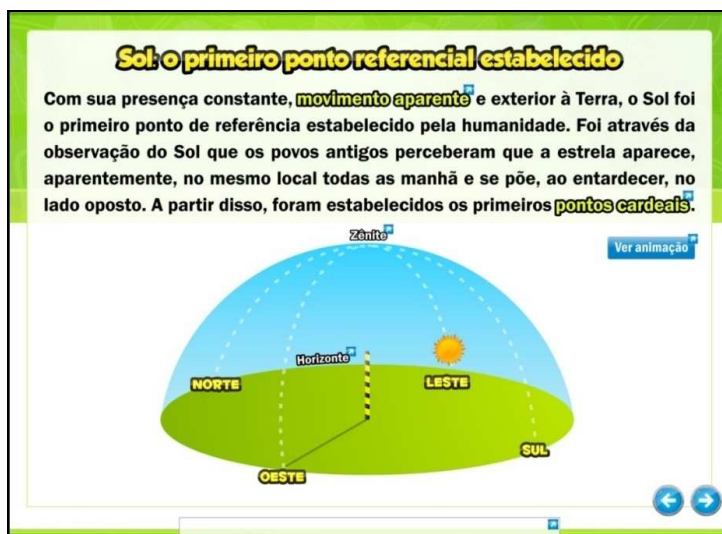 Sol: o primeiro ponto referencial estabelecido
Com sua presença constante, movimento aparente e exterior à Terra, o Sol foi
o primeiro ponto de referência estabelecido pela humanidade. Foi através da
observação do Sol que os povos antigos perceberam que a estrela aparece,
aparentemente, no mesmo local todas as manhã e se põe, ao entardecer, no
lado oposto. A partir disso, foram estabelecidos os primeiros pontos cardeais.
Zênite
Ver animação
Horizonte
NORTE
LESTE
SUL
OESTE